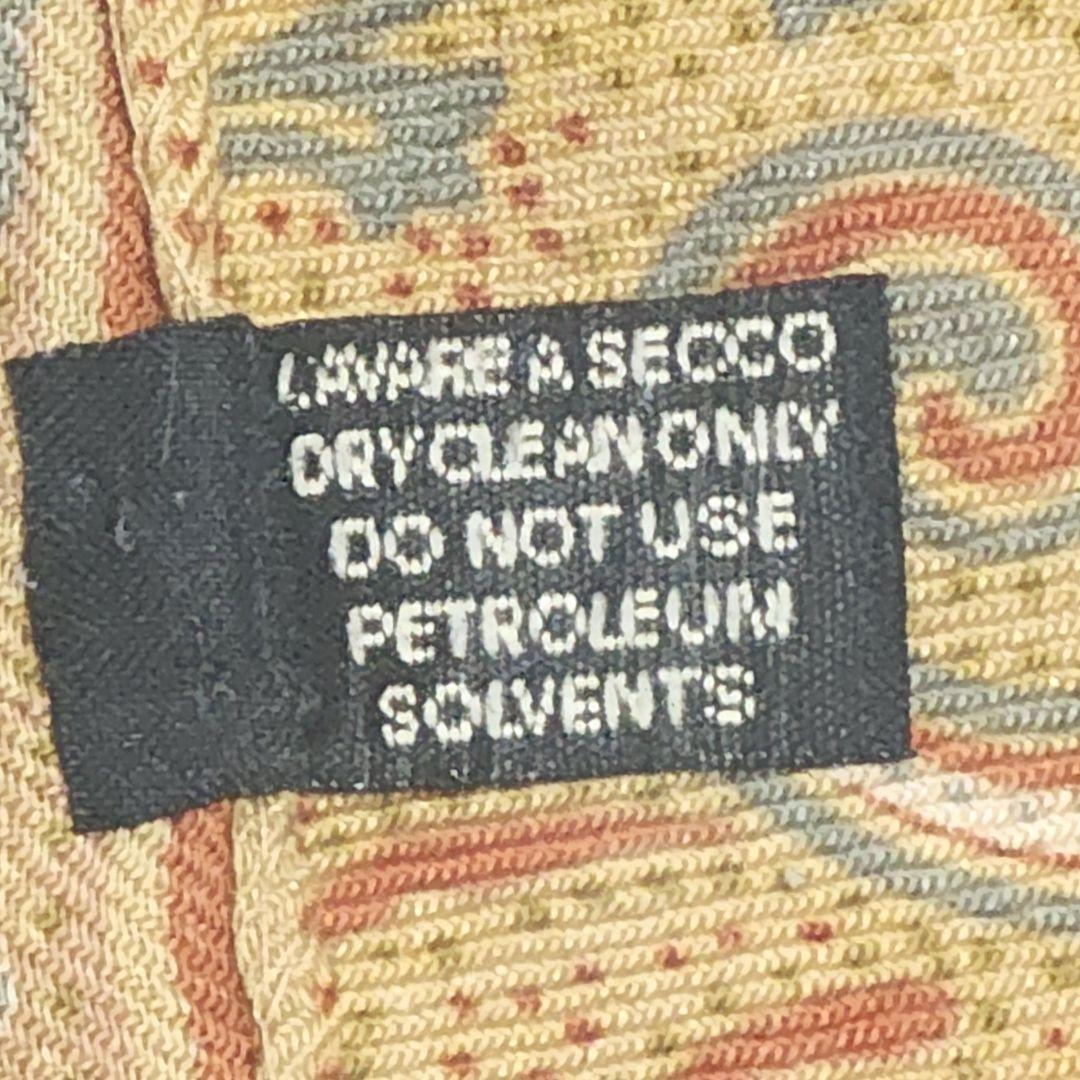 LAVARE A SECCO
DRY CLEAN ONLY
DO NOT USE
PETROLEUM
SOLVENTS